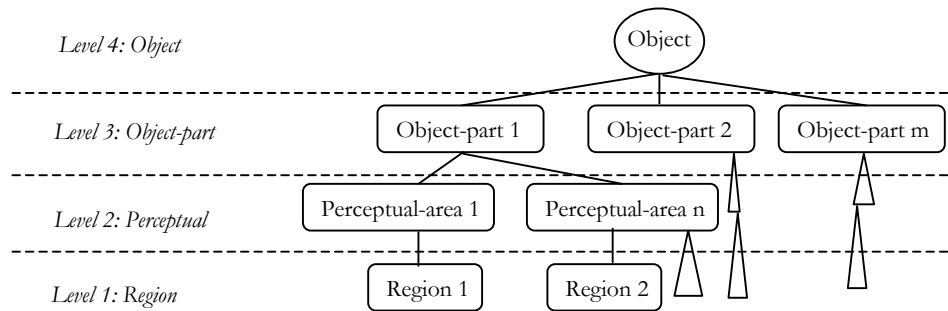 Level 4: Object
Object
Level 3: Object-part
Object-part 1
Object-part 2
Object-part m
Level 2: Perceptual
Perceptual-area 1
Perceptual-area n
Level 1: Region
Region 1
Region 2